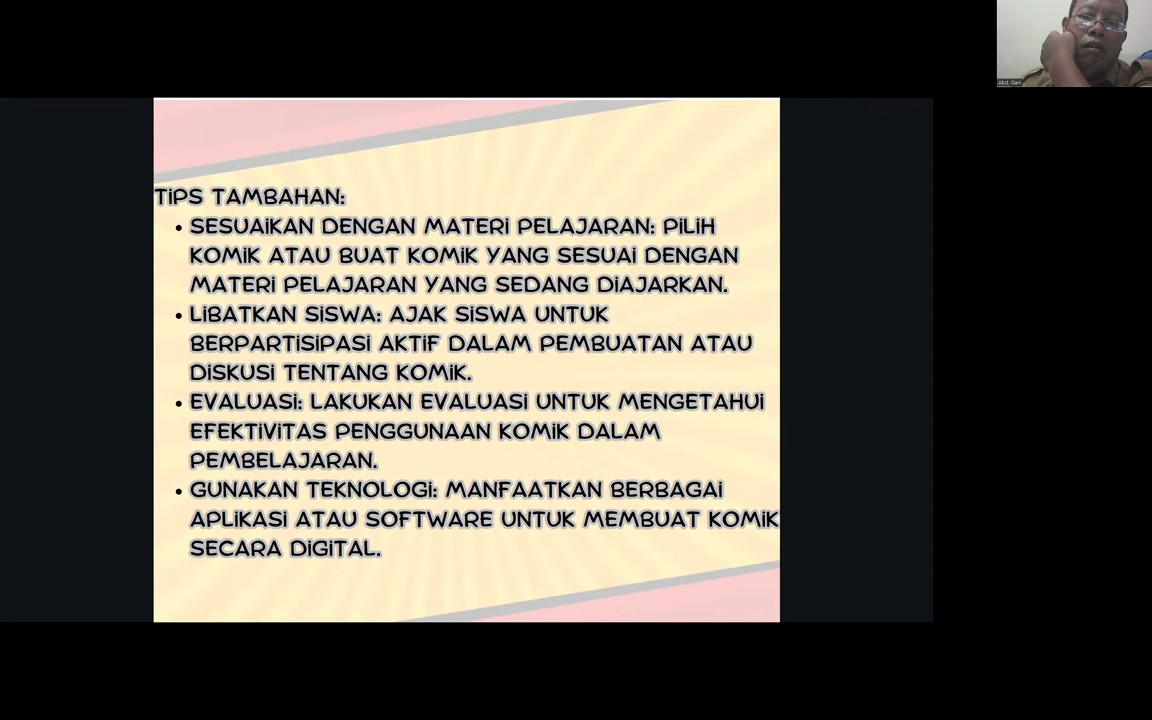 Abd. Gani
TIPS TAMBAHAN:
• SESUAIKAN DENGAN MATERI PELAJARAN: PILIH
KOMIK ATAU BUAT KOMIK YANG SESUAI DENGAN
MATERI PELAJARAN YANG SEDANG DIAJARKAN.
• LIBATKAN SISWA: AJAK SISWA UNTUK
BERPARTISIPASI AKTIF DALAM PEMBUATAN ATAU
DISKUSI TENTANG KOMIK.
• EVALUASI: LAKUKAN EVALUASI UNTUK MENGETAHUI
EFEKTIVITAS PENGGUNAAN KOMIK DALAM
PEMBELAJARAN.
• GUNAKAN TEKNOLOGI: MANFAATKAN BERBAGAI
APLIKASI ATAU SOFTWARE UNTUK MEMBUAT KOMIK
SECARA DIGITAL.